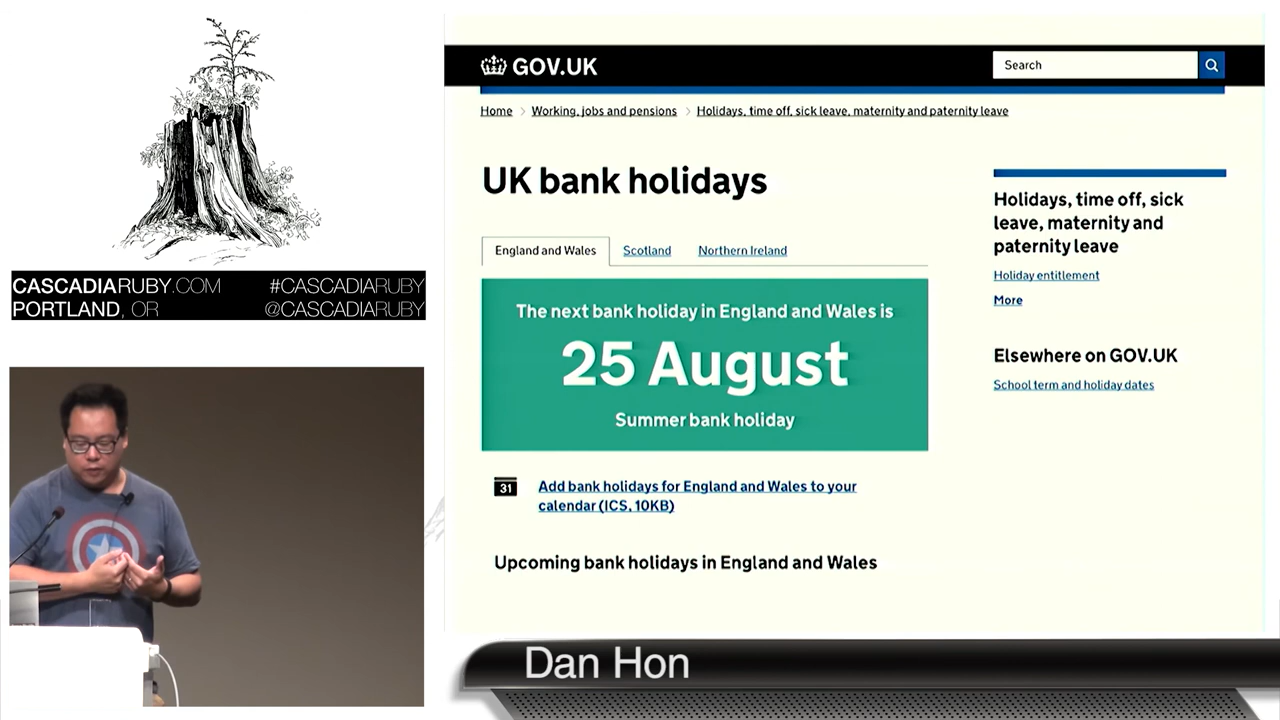 CASCADIARUBY.COM #CASCADIARUBY
PORTLAND, OR @CASCADIARUBY
GOV.UK
Search
Home > Working, jobs and pensions > Holidays, time off, sick leave, maternity and paternity leave
UK bank holidays
England and Wales Scotland Northern Ireland
The next bank holiday in England and Wales is
25 August
Summer bank holiday
31
Add bank holidays for England and Wales to your
calendar (ICS, 10KB)
Upcoming bank holidays in England and Wales
Holidays, time off, sick
leave, maternity and
paternity leave
Holiday entitlement
More
Elsewhere on GOV.UK
School term and holiday dates
Dan Hon